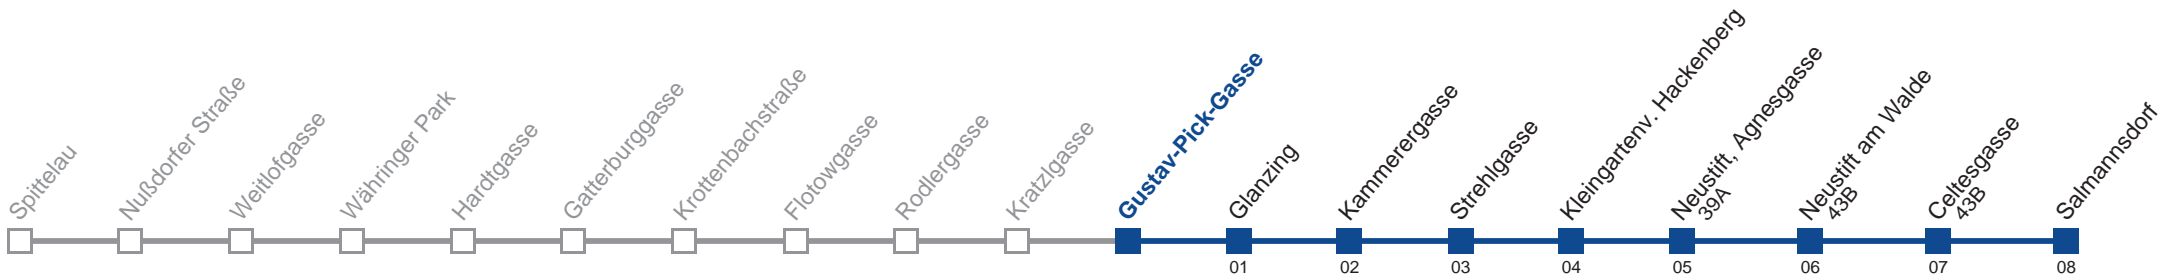 Spittelau
Nußdorfer Straße
Weitlofgasse
Währinger Park
Hardtgasse
Gatterburggasse
Krottenbachstraße
Flotowgasse
Rodlergasse
Kratzlgasse
Gustav-Pick-Gasse
Glanzing
Kammerergasse
Strehlgasse
Kleingartenv. Hackenberg
Neustift, Agnesgasse
39A
Neustift am Walde
43B
Celtesgasse
43B
Salmannsdorf
01 02 03 04 05 06 07 08